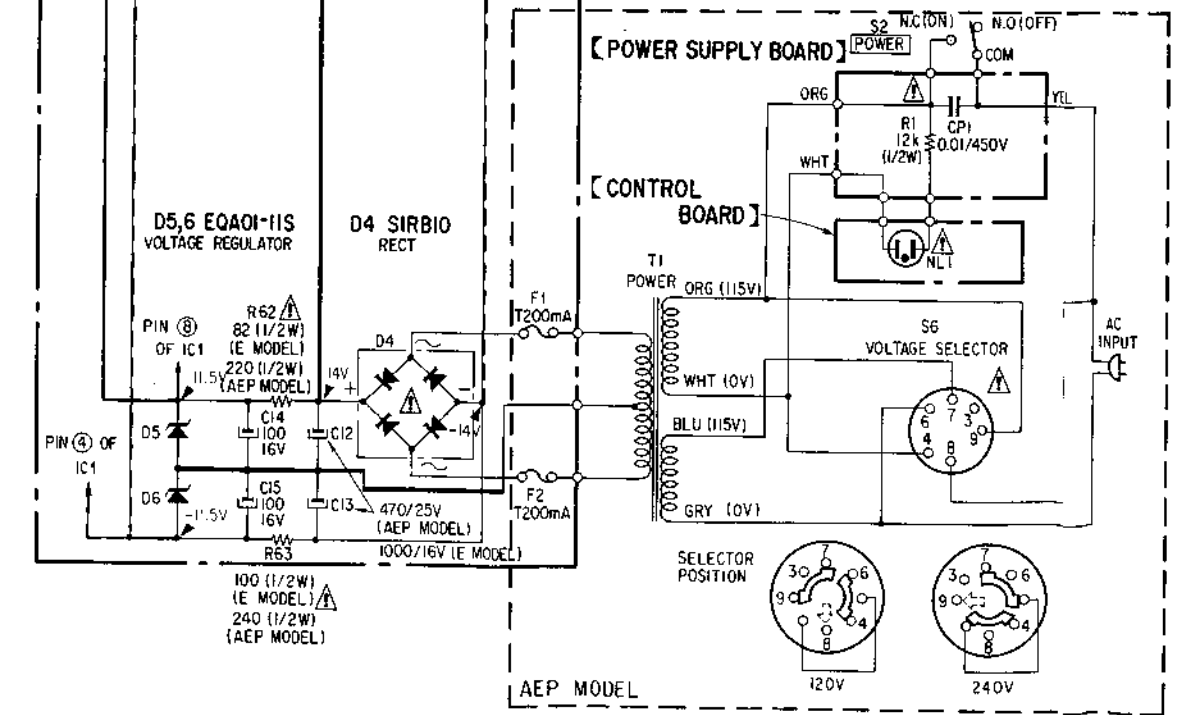 N.C(ON)
N.O(OFF)
S2
POWER
COM
【POWER SUPPLY BOARD】
ORG
YEL
R1
12k
(1/2W)
CP1
0.01/450V
WHT
【CONTROL
BOARD】
NL1
D5,6 EQA01-11S
VOLTAGE REGULATOR
D4 SIRB10
RECT
T1
POWER
ORG (115V)
F1
T200mA
S6
VOLTAGE SELECTOR
AC
INPUT
R62
82 (1/2W)
(E MODEL)
220 (1/2W)
(AEP MODEL)
PIN ⑧
OF IC1
D4
11.5V
14V
+
-
WHT (0V)
BLU (115V)
7
6
3
4
9
8
D5
C14
100
16V
C12
-14V
PIN ④ OF
IC1
D6
C15
100
16V
C13
-11.5V
470/25V
(AEP MODEL)
F2
T200mA
GRY (0V)
R63
1000/16V (E MODEL)
100 (1/2W)
(E MODEL)
240 (1/2W)
(AEP MODEL)
SELECTOR
POSITION
7
3
6
9
4
8
7
3
6
9
4
8
120V
240V
AEP MODEL